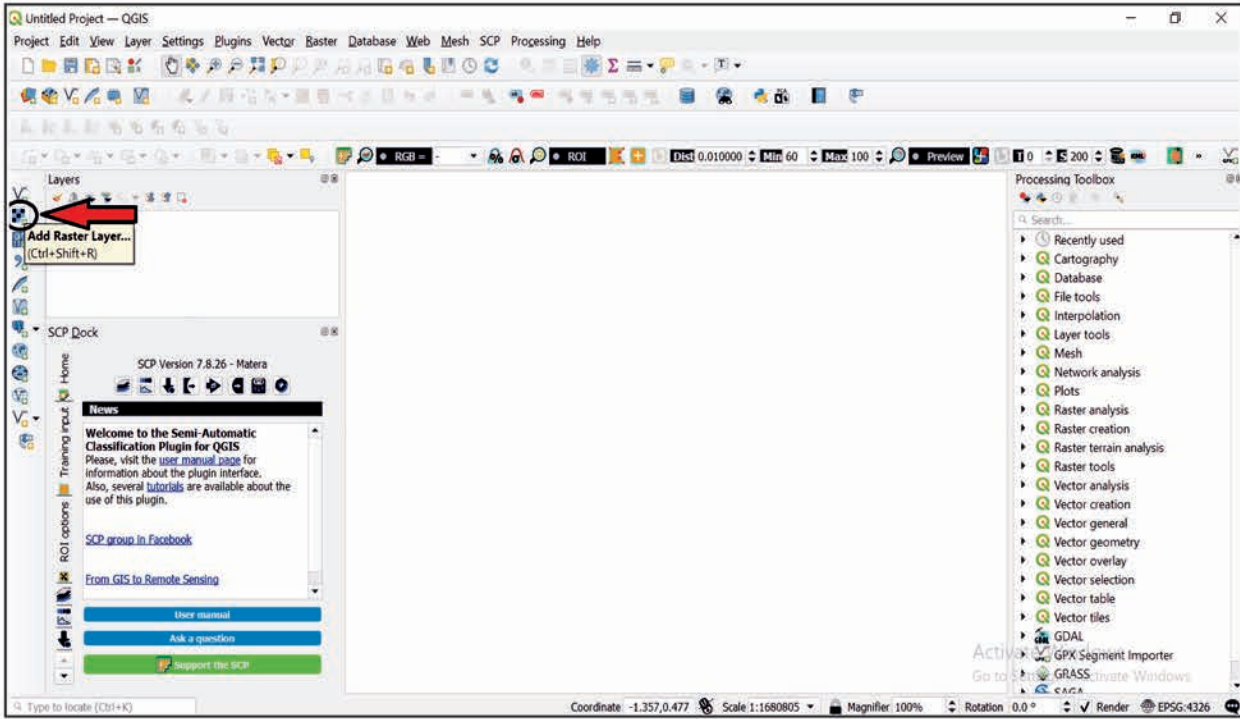 Untitled Project — QGIS
Project Edit View Layer Settings Plugins Vector Raster Database Web Mesh SCP Processing Help
RGB = - ROI Dist 0.010000 Min 60 Max 100 Preview T 0 S 200
Layers
Add Raster Layer...
(Ctrl+Shift+R)
SCP Dock
Home
Training input
ROI options
SCP Version 7.8.26 - Matera
News
Welcome to the Semi-Automatic
Classification Plugin for QGIS
Please, visit the user manual page for
information about the plugin interface.
Also, several tutorials are available about the
use of this plugin.
SCP group in Facebook
From GIS to Remote Sensing
User manual
Ask a question
Support the SCP
Processing Toolbox
Search...
Recently used
Cartography
Database
File tools
Interpolation
Layer tools
Mesh
Network analysis
Plots
Raster analysis
Raster creation
Raster terrain analysis
Raster tools
Vector analysis
Vector creation
Vector general
Vector geometry
Vector overlay
Vector selection
Vector table
Vector tiles
GDAL
GPX Segment Importer
GRASS
SAGA
Type to locate (Ctrl+K)
Coordinate -1.357,0.477 Scale 1:1680805 Magnifier 100% Rotation 0.0 ° Render EPSG:4326